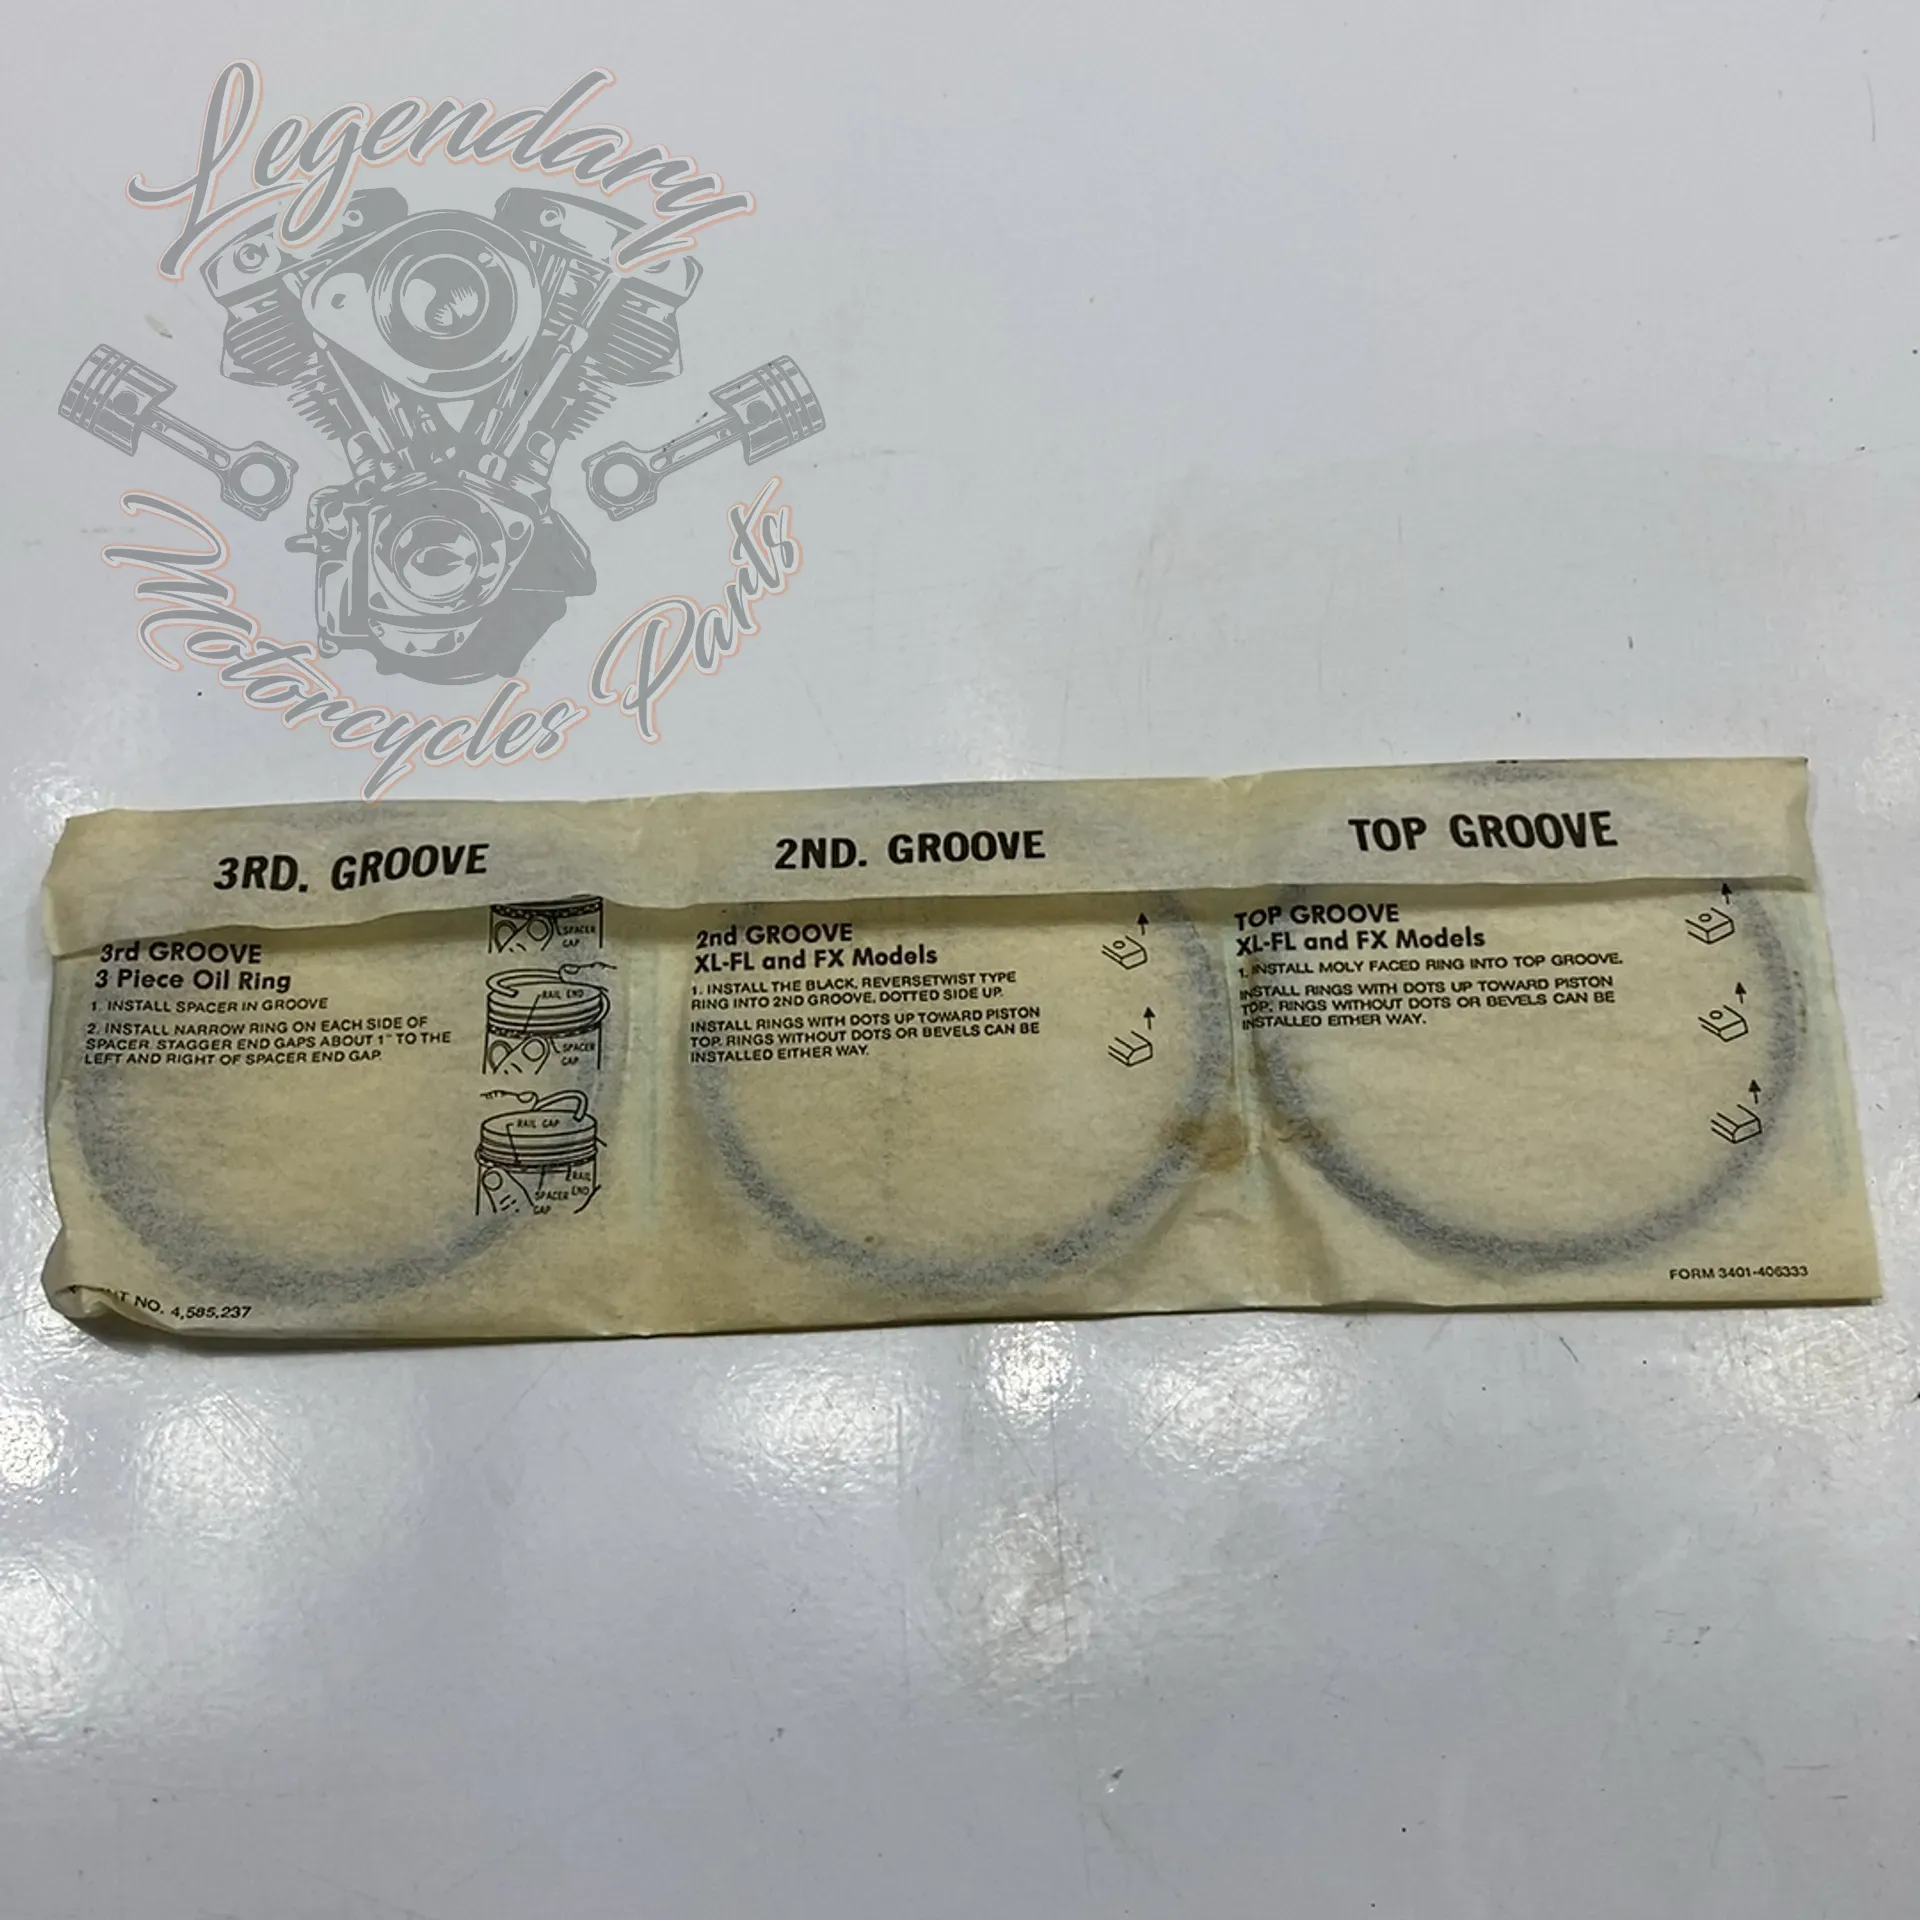 Legendary
Motorcycles Parts
3RD. GROOVE
3rd GROOVE
3 Piece Oil Ring
1. INSTALL SPACER IN GROOVE
2. INSTALL NARROW RING ON EACH SIDE OF
SPACER. STAGGER END GAPS ABOUT 1" TO THE
LEFT AND RIGHT OF SPACER END GAP.
SPACER
GAP
RAIL END
SPACER
GAP
RAIL GAP
RAIL
END
SPACER
GAP
NO. 4,585,237
2ND. GROOVE
2nd GROOVE
XL-FL and FX Models
1. INSTALL THE BLACK, REVERSETWIST TYPE
RING INTO 2ND GROOVE, DOTTED SIDE UP.
INSTALL RINGS WITH DOTS UP TOWARD PISTON
TOP. RINGS WITHOUT DOTS OR BEVELS CAN BE
INSTALLED EITHER WAY.
TOP GROOVE
TOP GROOVE
XL-FL and FX Models
1. INSTALL MOLY FACED RING INTO TOP GROOVE.
INSTALL RINGS WITH DOTS UP TOWARD PISTON
TOP. RINGS WITHOUT DOTS OR BEVELS CAN BE
INSTALLED EITHER WAY.
FORM 3401-406333